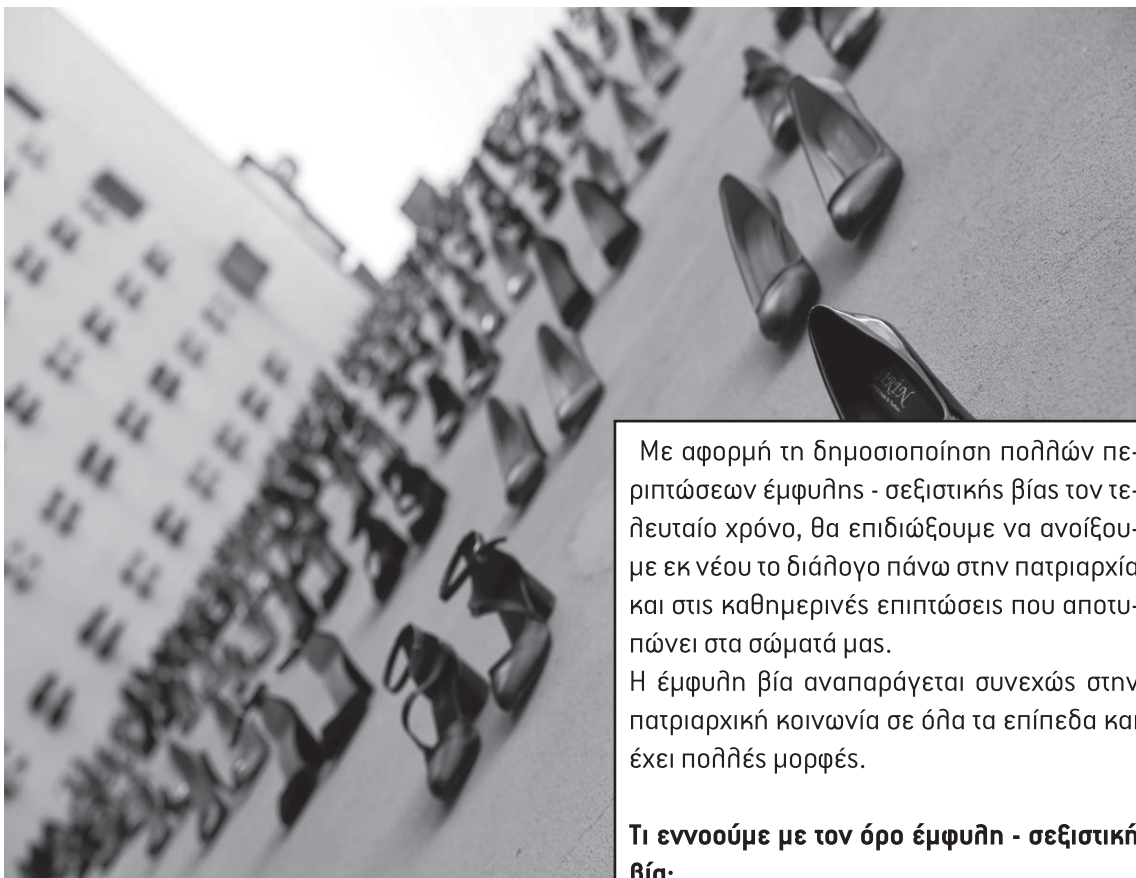 Με αφορμή τη δημοσιοποίηση πολλών πε-
ριπτώσεων έμφυλης - σεξιστικής βίας τον τε-
λευταίο χρόνο, θα επιδιώξουμε να ανοίξου-
με εκ νέου το διάλογο πάνω στην πατριαρχία
και στις καθημερινές επιπτώσεις που αποτυ-
πώνει στα σώματά μας.
Η έμφυλη βία αναπαράγεται συνεχώς στην
πατριαρχική κοινωνία σε όλα τα επίπεδα και
έχει πολλές μορφές.
Τι εννοούμε με τον όρο έμφυλη - σεξιστική
βία;